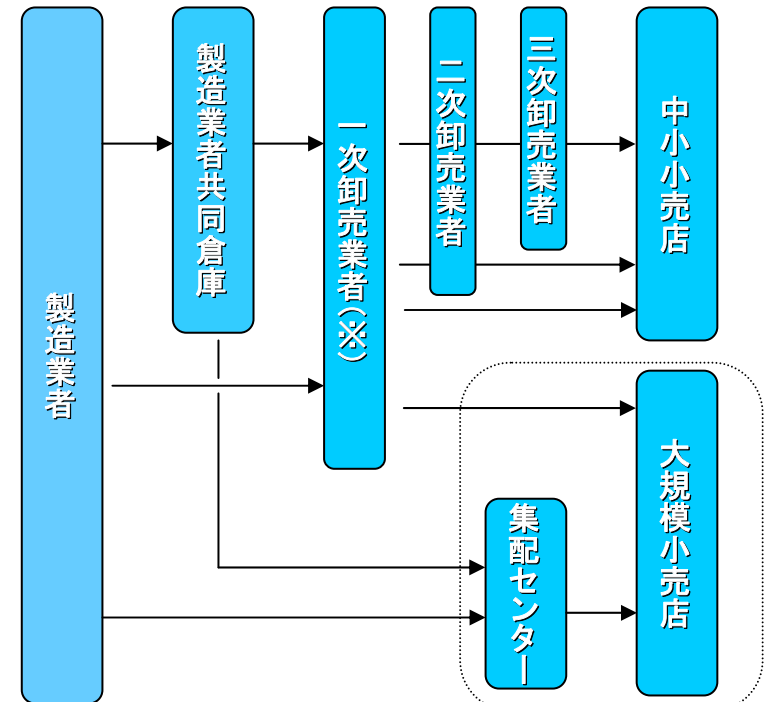 製造業者
製造業者共同倉庫
一次卸売業者(※)
二次卸売業者
三次卸売業者
中小小売店
大規模小売店
集配センター